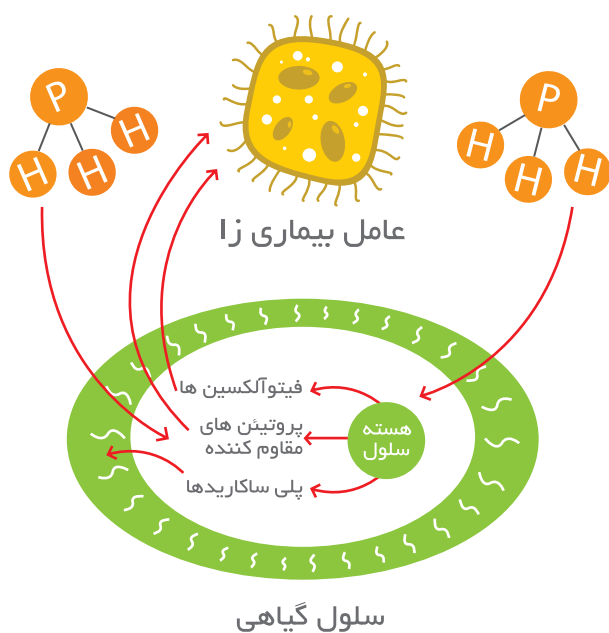 P
H
H
H
P
H
H
H
عامل بیماری زا
فیتوآلکسین ها
پروتیئن های
مقاوم کننده
پلی ساکاریدها
هسته
سلول
سلول گیاهی